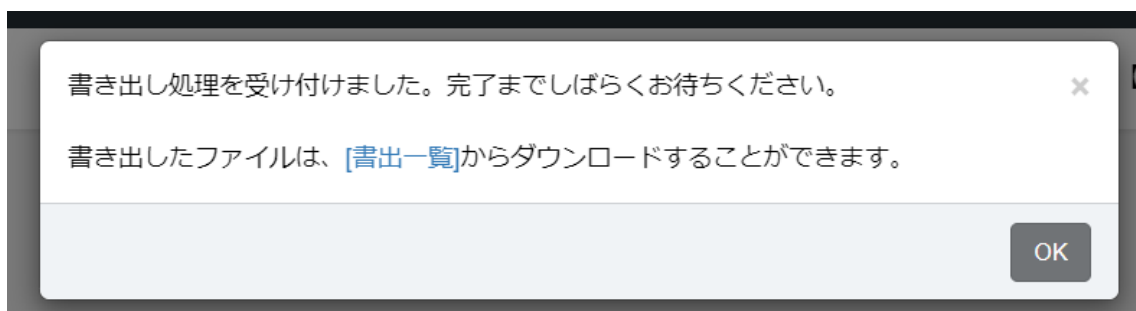 書き出し処理を受け付けました。完了までしばらくお待ちください。
×
書き出したファイルは、[書出一覧]からダウンロードすることができます。
OK